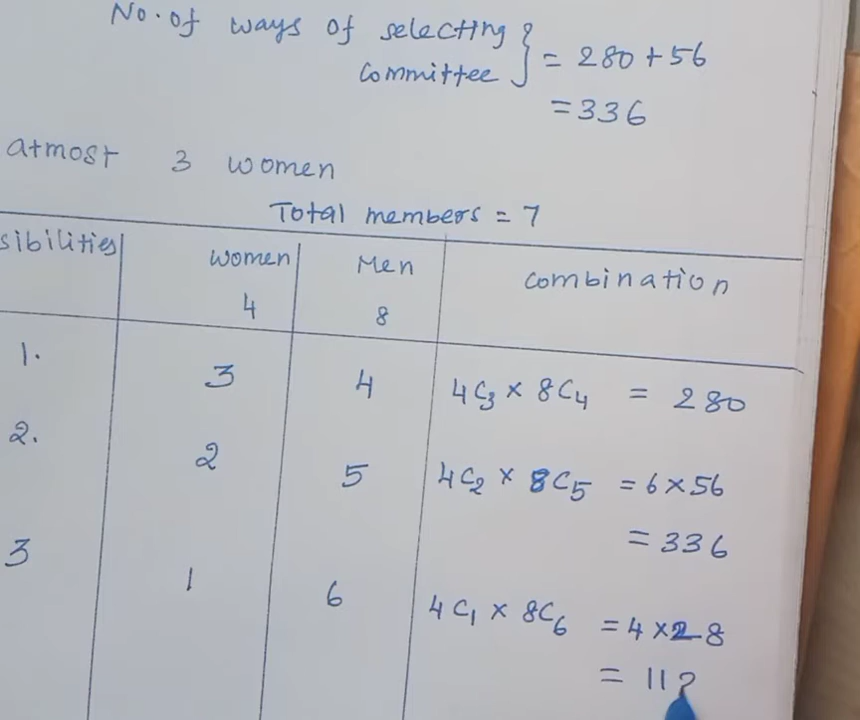 No. of ways of selecting
committee } = 280 + 56
= 336
atmost 3 women
Total members = 7
sibilities women Men combination
4 8
1. 3 4 4C3 × 8C4 = 280
2. 2 5 4C2 × 8C5 = 6 × 56
= 336
3 1 6 4C1 × 8C6 = 4 × 28
= 112